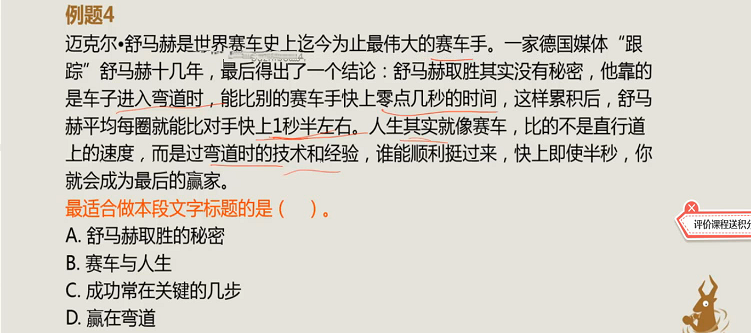 例题4
迈克尔•舒马赫是世界赛车史上迄今为止最伟大的赛车手。一家德国媒体“跟
踪”舒马赫十几年，最后得出了一个结论：舒马赫取胜其实没有秘密，他靠的
是车子进入弯道时，能比别的赛车手快上零点几秒的时间，这样累积后，舒马
赫平均每圈就能比对手快上1秒半左右。人生其实就像赛车，比的不是直行道
上的速度，而是过弯道时的技术和经验，谁能顺利挺过来，快上即使半秒，你
就会成为最后的赢家。
最适合做本段文字标题的是（ ）。
A. 舒马赫取胜的秘密
评价课程送积分
B. 赛车与人生
C. 成功常在关键的几步
D. 赢在弯道